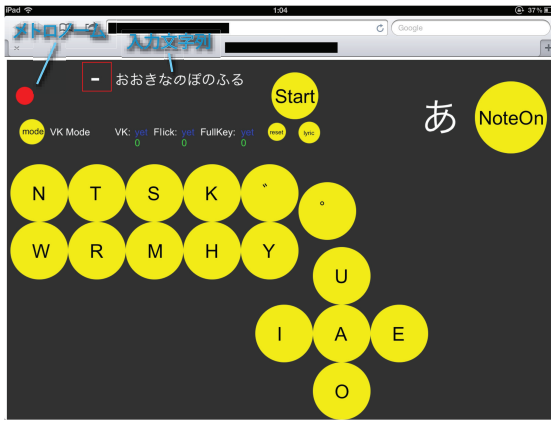 iPad 1:04 37%
メトロノーム 入力文字列 Google
- おおきなのぽのふる
Start
あ NoteOn
mode VK Mode VK: yet Flick: yet FullKey: yet reset lyric
0 0 0
N T S K ゛ ゜
W R M H Y
U
I A E
O